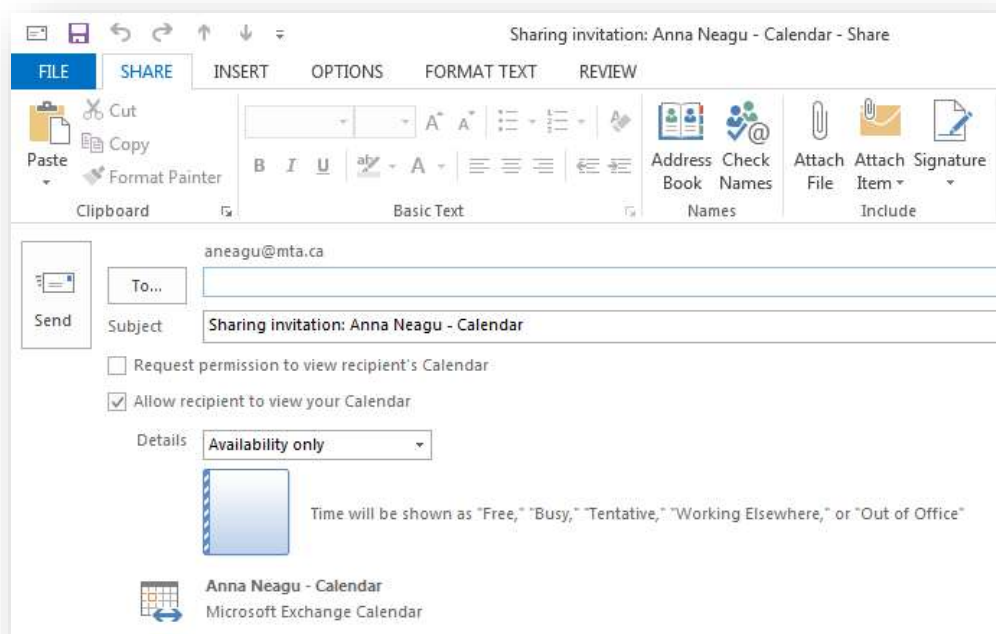 Sharing invitation: Anna Neagu - Calendar - Share
FILE SHARE INSERT OPTIONS FORMAT TEXT REVIEW
Paste
Cut
Copy
Format Painter
Clipboard
A A
B I U aby A
Basic Text
Address Book
Check Names
Names
Attach File
Attach Item
Signature
Include
Send
aneagu@mta.ca
To...
Subject Sharing invitation: Anna Neagu - Calendar
Request permission to view recipient's Calendar
Allow recipient to view your Calendar
Details Availability only
Time will be shown as "Free," "Busy," "Tentative," "Working Elsewhere," or "Out of Office"
Anna Neagu - Calendar
Microsoft Exchange Calendar